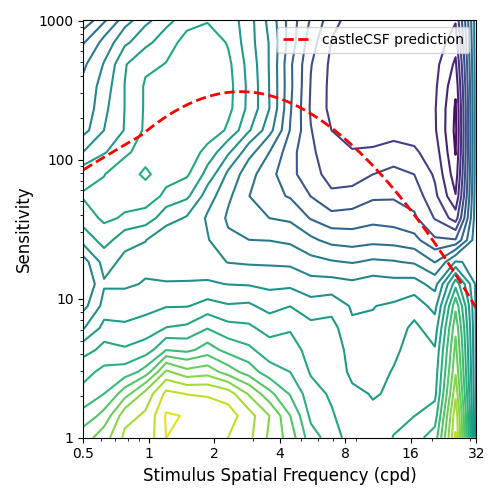 castleCSF prediction
Sensitivity
1000
100
10
1
0.5 1 2 4 8 16 32
Stimulus Spatial Frequency (cpd)